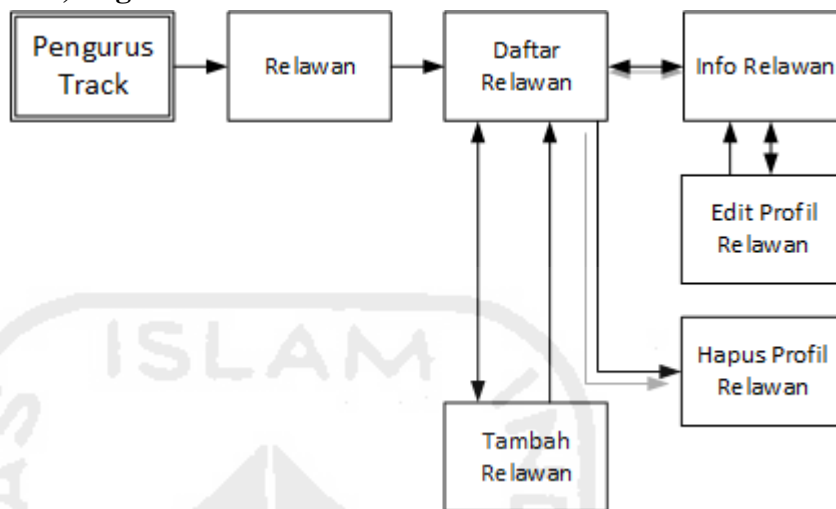 Pengurus
Track
Relawan
Daftar
Relawan
Info Relawan
Edit Profil
Relawan
Hapus Profil
Relawan
Tambah
Relawan
ISLAM